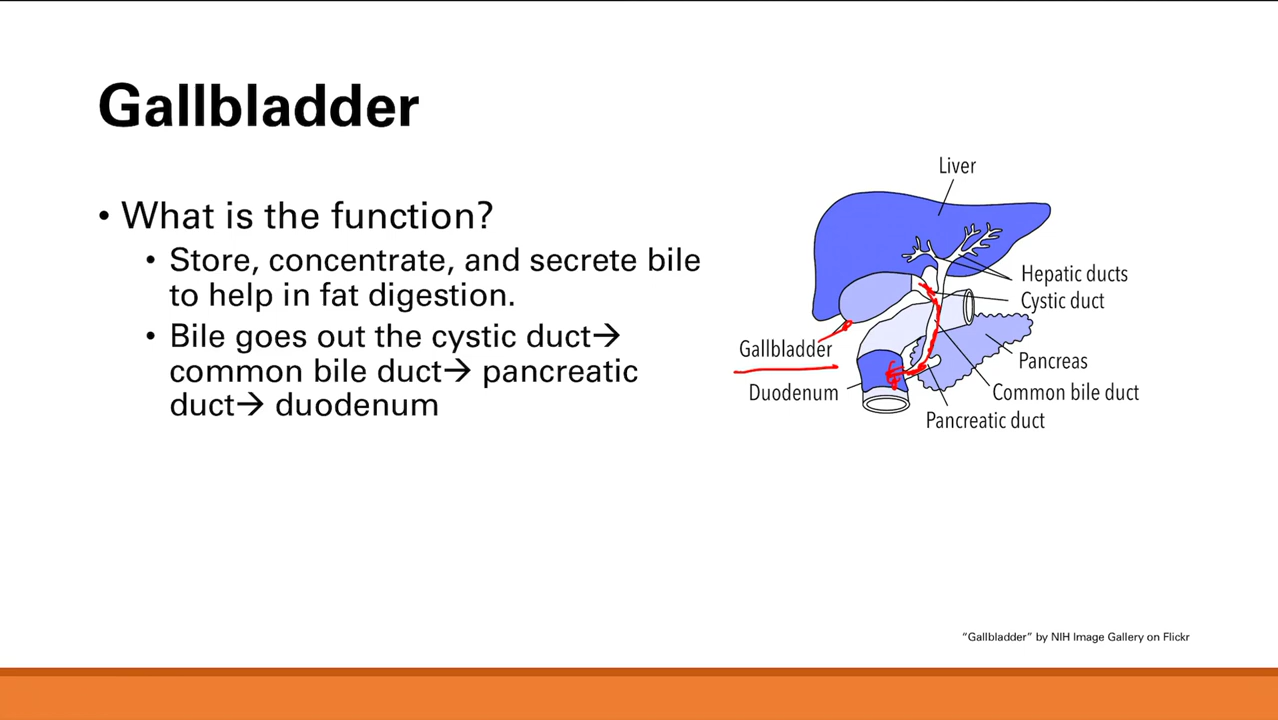 Gallbladder
• What is the function?
• Store, concentrate, and secrete bile
to help in fat digestion.
• Bile goes out the cystic duct→
common bile duct→ pancreatic
duct→ duodenum
Liver
Hepatic ducts
Cystic duct
Gallbladder
Pancreas
Duodenum
Common bile duct
Pancreatic duct
“Gallbladder” by NIH Image Gallery on Flickr